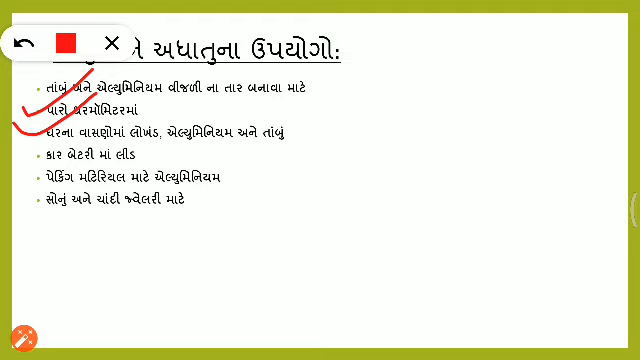 અધાતુના ઉપયોગો:
તાંબું અને એલ્યુમિનિયમ વીજળી ના તાર બનાવા માટે
પારો થરમોમિટરમાં
ઘરના વાસણોમાં લોખંડ, એલ્યુમિનિયમ અને તાંબું
કાર બેટરી માં લીડ
પેકિંગ મટિરિયલ માટે એલ્યુમિનિયમ
સોનું અને ચાંદી જ્વેલરી માટે